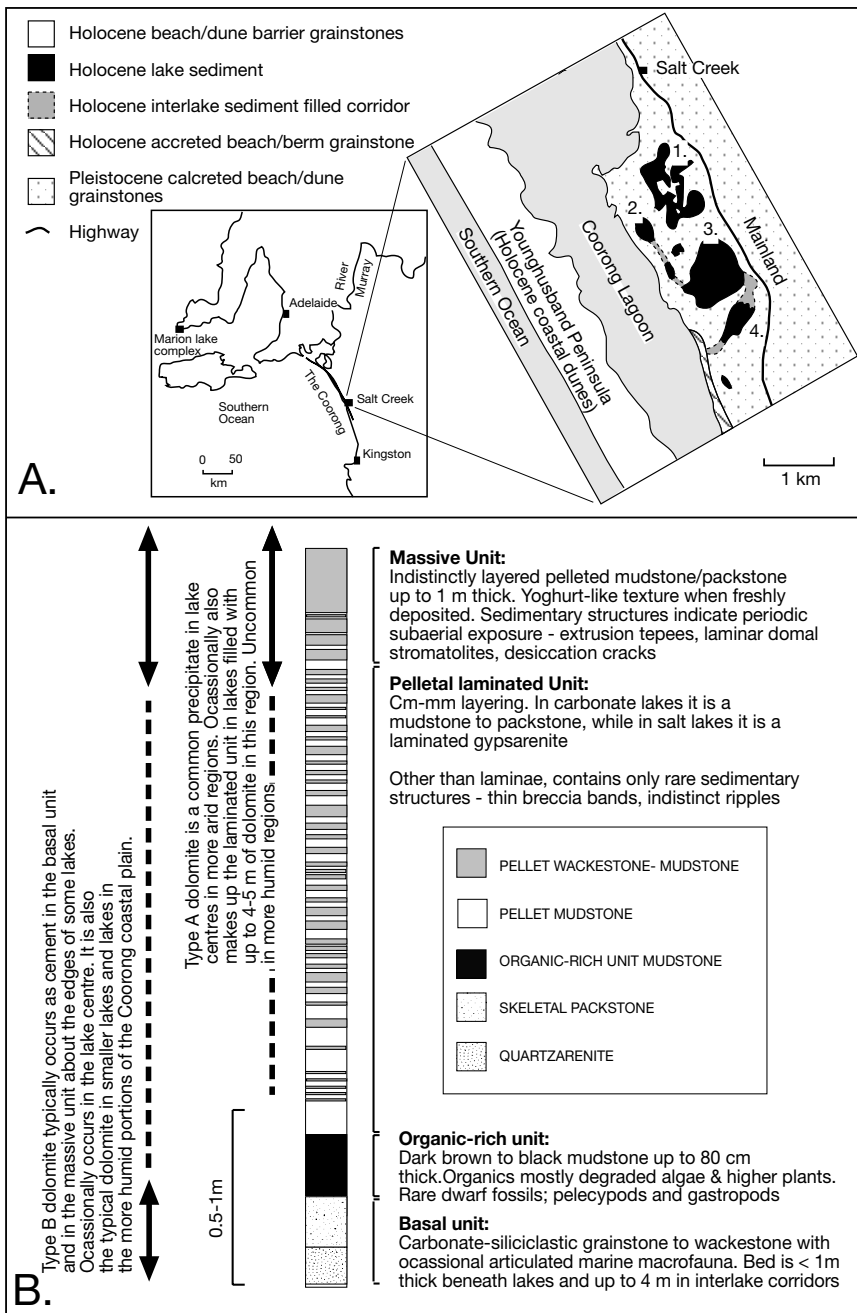 Holocene beach/dune barrier grainstones
Holocene lake sediment
Holocene interlake sediment filled corridor
Holocene accreted beach/berm grainstone
Pleistocene calcreted beach/dune
grainstones
Highway
Marion lake
complex
Adelaide
River
Murray
The Coorong
Salt Creek
Southern
Ocean
Kingston
0 50
km
A.
Salt Creek
1.
2.
3.
4.
Mainland
Coorong Lagoon
Younghusband Peninsula
(Holocene coastal dunes)
Southern Ocean
1 km
Type B dolomite typically occurs as cement in the basal unit
and in the massive unit about the edges of some lakes.
Ocassionally occurs in the lake centre. It is also
the typical dolomite in smaller lakes and lakes in
the more humid portions of the Coorong coastal plain.
Type A dolomite is a common precipitate in lake
centres in more arid regions. Ocassionally also
makes up the laminated unit in lakes filled with
up to 4-5 m of dolomite in this region. Uncommon
in more humid regions
0.5-1m
Massive Unit:
Indistinctly layered pelleted mudstone/packstone
up to 1 m thick. Yoghurt-like texture when freshly
deposited. Sedimentary structures indicate periodic
subaerial exposure - extrusion tepees, laminar domal
stromatolites, desiccation cracks
Pelletal laminated Unit:
Cm-mm layering. In carbonate lakes it is a
mudstone to packstone, while in salt lakes it is a
laminated gypsarenite
Other than laminae, contains only rare sedimentary
structures - thin breccia bands, indistinct ripples
PELLET WACKESTONE- MUDSTONE
PELLET MUDSTONE
ORGANIC-RICH UNIT MUDSTONE
SKELETAL PACKSTONE
QUARTZARENITE
Organic-rich unit:
Dark brown to black mudstone up to 80 cm
thick.Organics mostly degraded algae & higher plants.
Rare dwarf fossils; pelecypods and gastropods
Basal unit:
Carbonate-siliciclastic grainstone to wackestone with
ocassional articulated marine macrofauna. Bed is < 1m
thick beneath lakes and up to 4 m in interlake corridors
B.